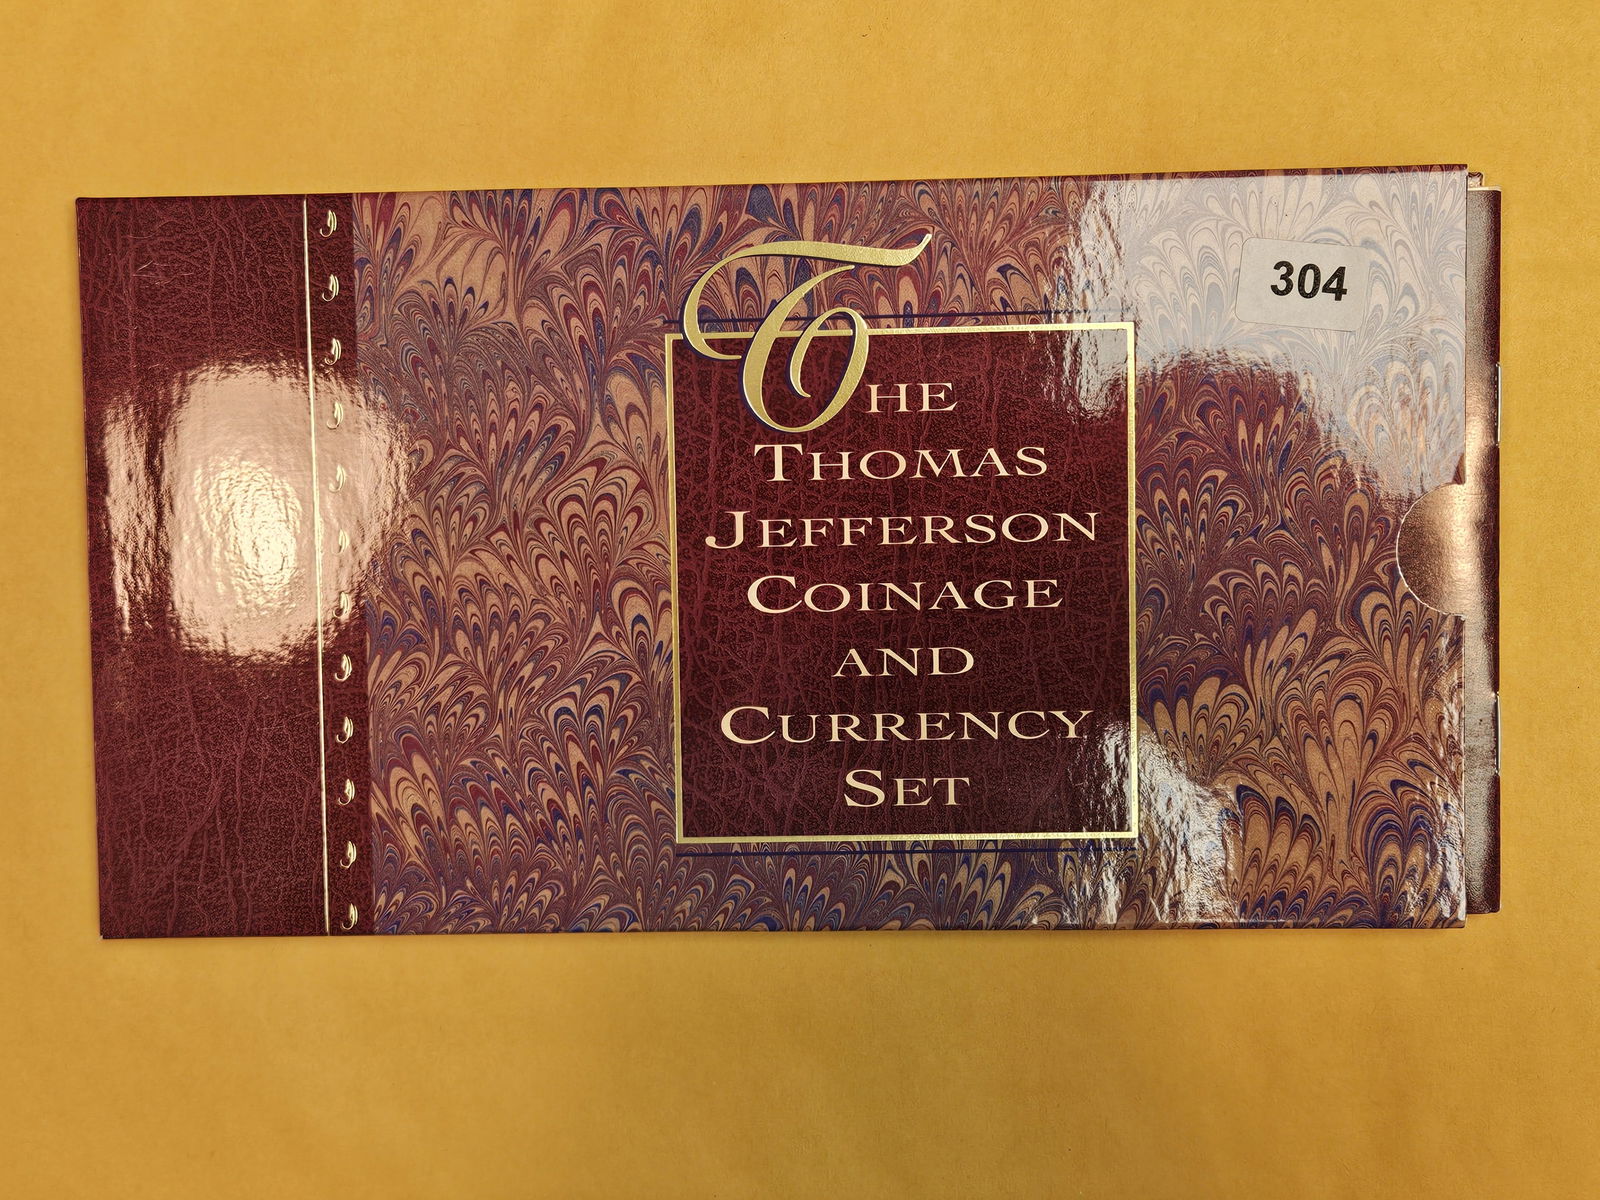 304
THE
THOMAS
JEFFERSON
COINAGE
AND
CURRENCY
SET